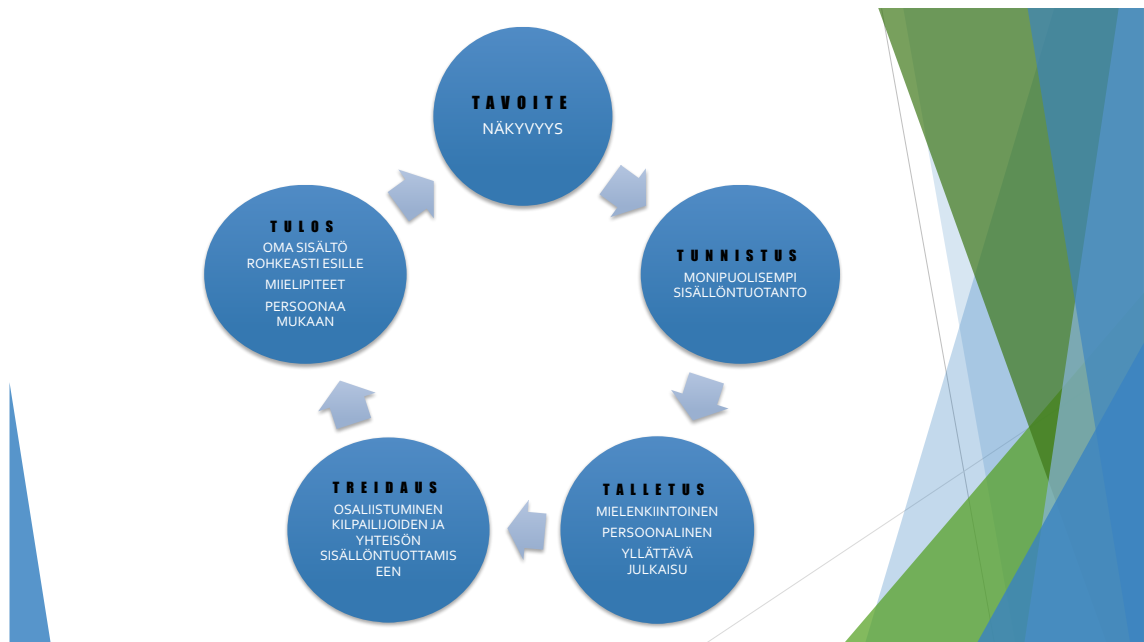 TAVOITE
NÄKYVYYS
TUNNISTUS
MONIPUOLISEMPI
SISÄLLÖNTUOTANTO
TALLETUS
MIELENKIINTOINEN
PERSOONALINEN
YLLÄTTÄVÄ
JULKAISU
TREIDAUS
OSALIISTUMINEN
KILPAILIJOIDEN JA
YHTEISÖN
SISÄLLÖNTUOTTAMIS
EEN
TULOS
OMA SISÄLTÖ
ROHKEASTI ESILLE
MIIELIPITEET
PERSOONAA
MUKAAN